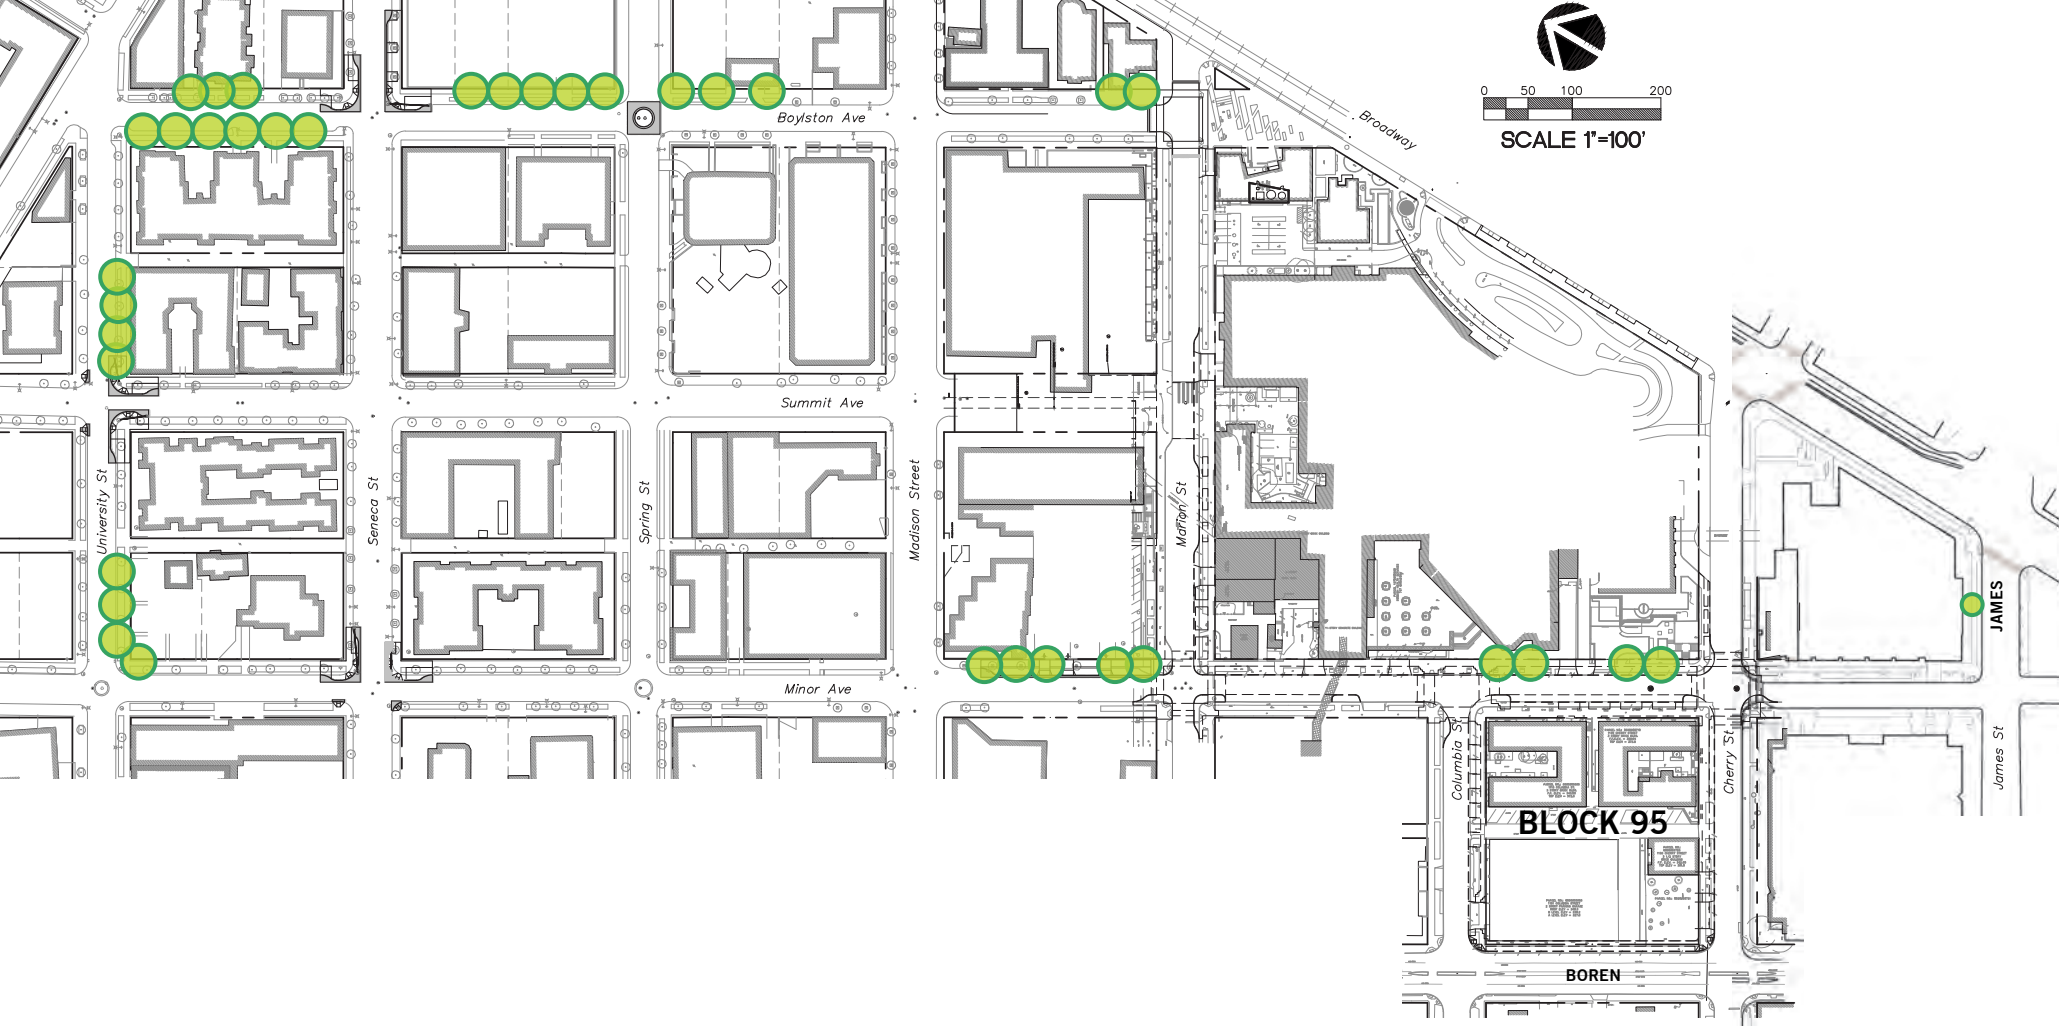 0 50 100 200
SCALE 1"=100'
Broadway
Boylston Ave
Summit Ave
University St
Seneca St
Spring St
Madison Street
Marion St
Minor Ave
JAMES
James St
Columbia St
Cherry St
BLOCK 95
BOREN